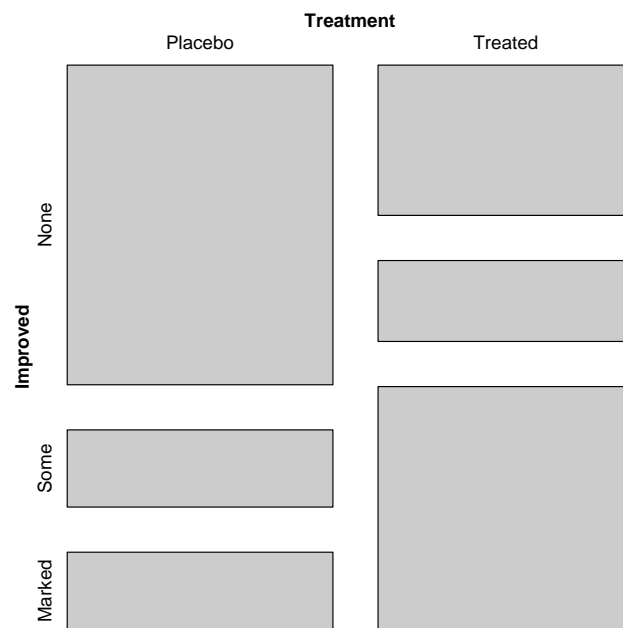 Treatment
Placebo Treated
Improved
None
Some
Marked